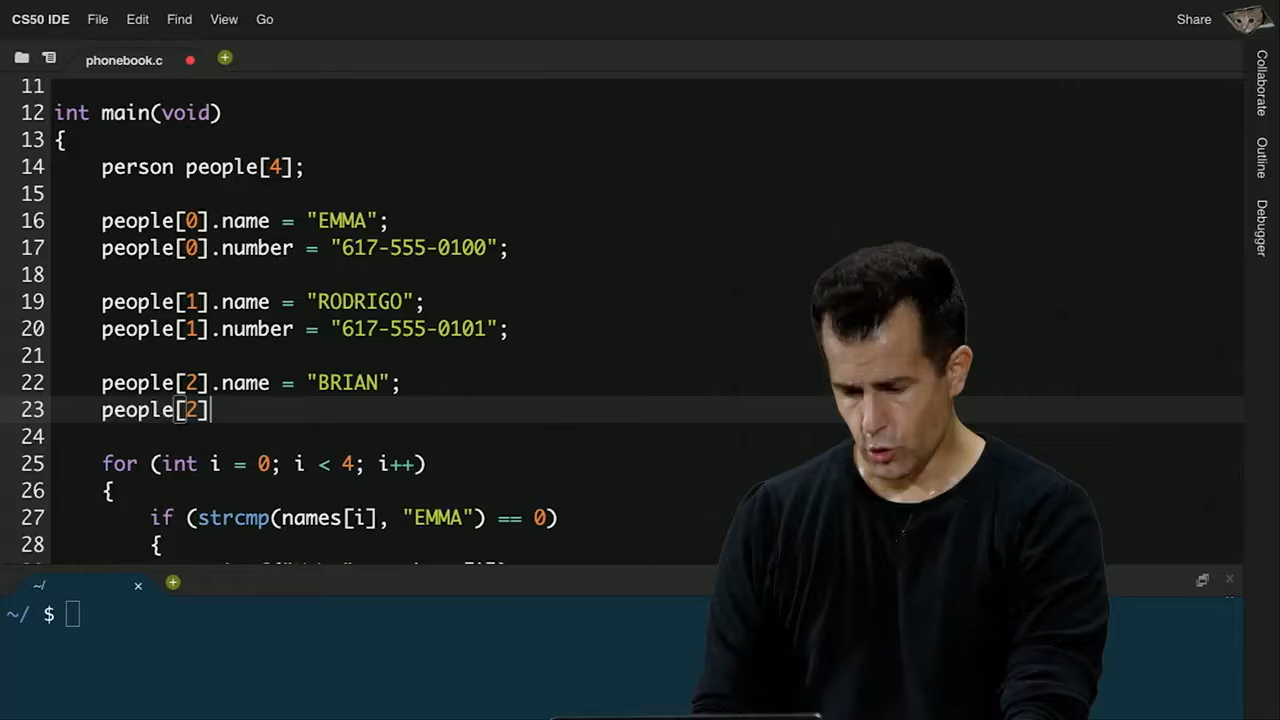 CS50 IDE File Edit Find View Go Share
phonebook.c
11
12 int main(void)
13 {
14 person people[4];
15
16 people[0].name = "EMMA";
17 people[0].number = "617-555-0100";
18
19 people[1].name = "RODRIGO";
20 people[1].number = "617-555-0101";
21
22 people[2].name = "BRIAN";
23 people[2]
24
25 for (int i = 0; i < 4; i++)
26 {
27 if (strcmp(names[i], "EMMA") == 0)
28 {
~/
~/ $
Collaborate
Outline
Debugger